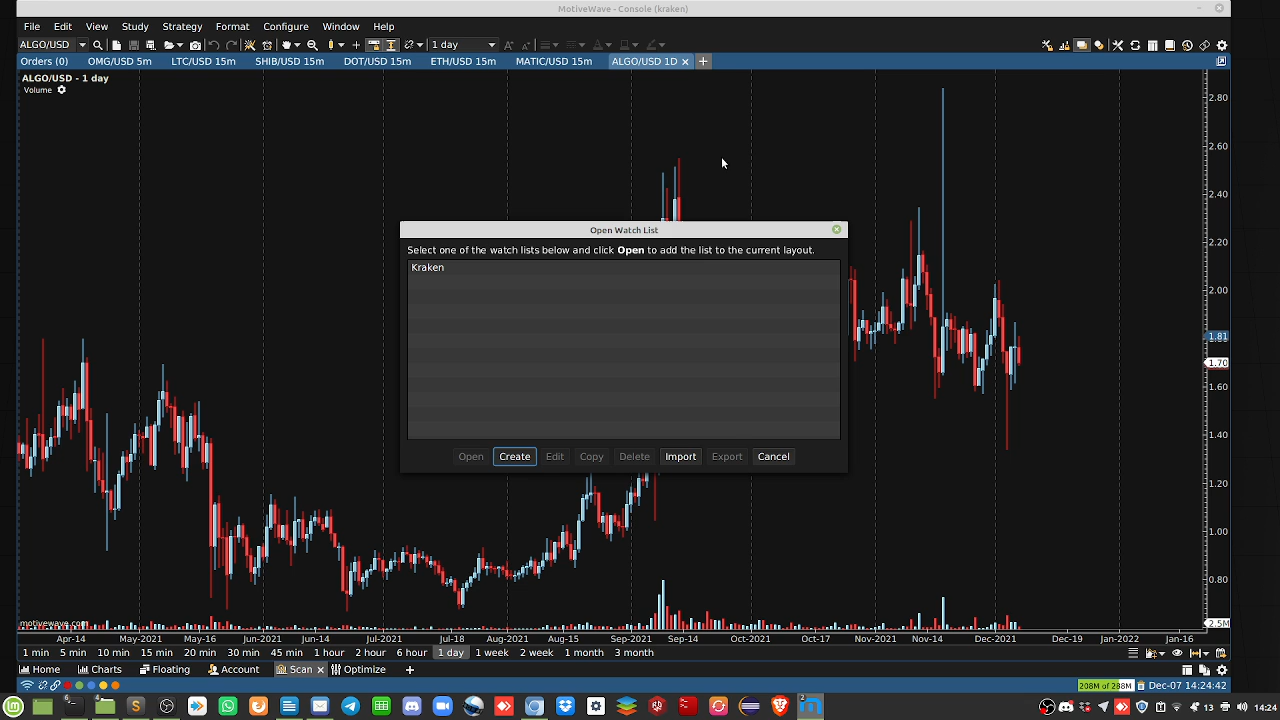 MotiveWave - Console (kraken)
File Edit View Study Strategy Format Configure Window Help
ALGO/USD 1 day
Orders (0) OMG/USD 5m LTC/USD 15m SHIB/USD 15m DOT/USD 15m ETH/USD 15m MATIC/USD 15m ALGO/USD 1D
ALGO/USD - 1 day
Volume
2.80
2.60
2.40
2.20
2.00
1.81
1.70
1.60
1.40
1.20
1.00
0.80
2.5M
Open Watch List
Select one of the watch lists below and click Open to add the list to the current layout.
Kraken
Open Create Edit Copy Delete Import Export Cancel
motivewave.com
Apr-14 May-2021 May-16 Jun-2021 Jun-14 Jul-2021 Jul-18 Aug-2021 Aug-15 Sep-2021 Sep-14 Oct-2021 Oct-17 Nov-2021 Nov-14 Dec-2021 Dec-19 Jan-2022 Jan-16
1 min 5 min 10 min 15 min 20 min 30 min 45 min 1 hour 2 hour 6 hour 1 day 1 week 2 week 1 month 3 month
Home Charts Floating Account Scan Optimize
208M of 288M Dec-07 14:24:42
2
13 14:24